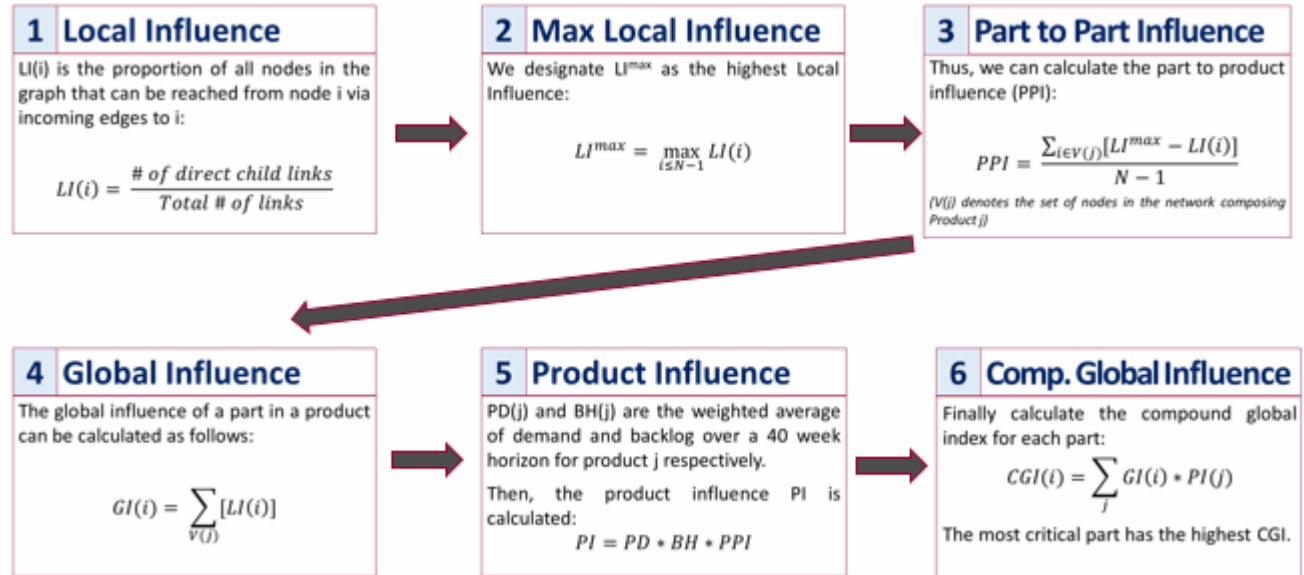 1 Local Influence
LI(i) is the proportion of all nodes in the
graph that can be reached from node i via
incoming edges to i:
LI(i) = # of direct child links / Total # of links
2 Max Local Influence
We designate LI^max as the highest Local
Influence:
LI^max = max_{i≤N−1} LI(i)
3 Part to Part Influence
Thus, we can calculate the part to product
influence (PPI):
PPI = ∑_{i∈V(j)}[LI^max − LI(i)] / N − 1
(V(j) denotes the set of nodes in the network composing
Product j)
4 Global Influence
The global influence of a part in a product
can be calculated as follows:
GI(i) = ∑_{V(j)}[LI(i)]
5 Product Influence
PD(j) and BH(j) are the weighted average
of demand and backlog over a 40 week
horizon for product j respectively.
Then, the product influence PI is
calculated:
PI = PD * BH * PPI
6 Comp. Global Influence
Finally calculate the compound global
index for each part:
CGI(i) = ∑_j GI(i) * PI(j)
The most critical part has the highest CGI.